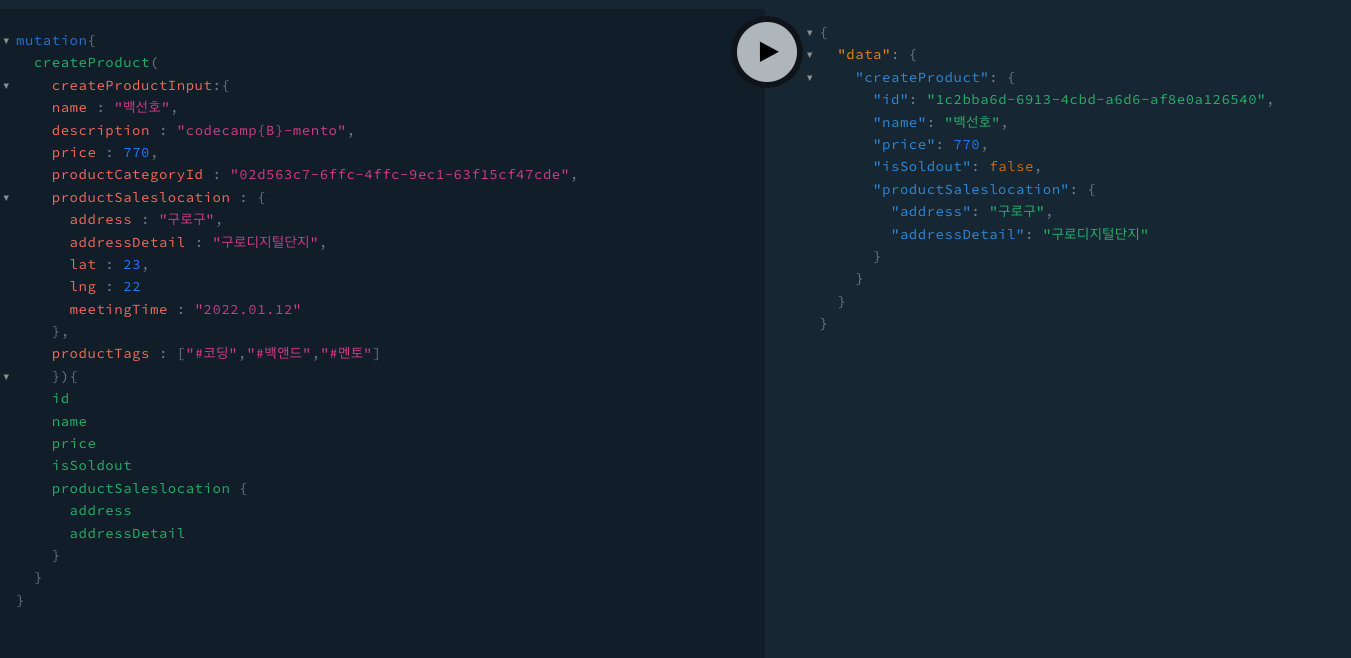 mutation{
createProduct(
createProductInput:{
name : "백선호",
description : "codecamp{B}-mento",
price : 770,
productCategoryId : "02d563c7-6ffc-4ffc-9ec1-63f15cf47cde",
productSaleslocation : {
address : "구로구",
addressDetail : "구로디지털단지",
lat : 23,
lng : 22
meetingTime : "2022.01.12"
},
productTags : ["#코딩","#백앤드","#멘토"]
}){
id
name
price
isSoldout
productSaleslocation {
address
addressDetail
}
}
}
{
"data": {
"createProduct": {
"id": "1c2bba6d-6913-4cbd-a6d6-af8e0a126540",
"name": "백선호",
"price": 770,
"isSoldout": false,
"productSaleslocation": {
"address": "구로구",
"addressDetail": "구로디지털단지"
}
}
}
}